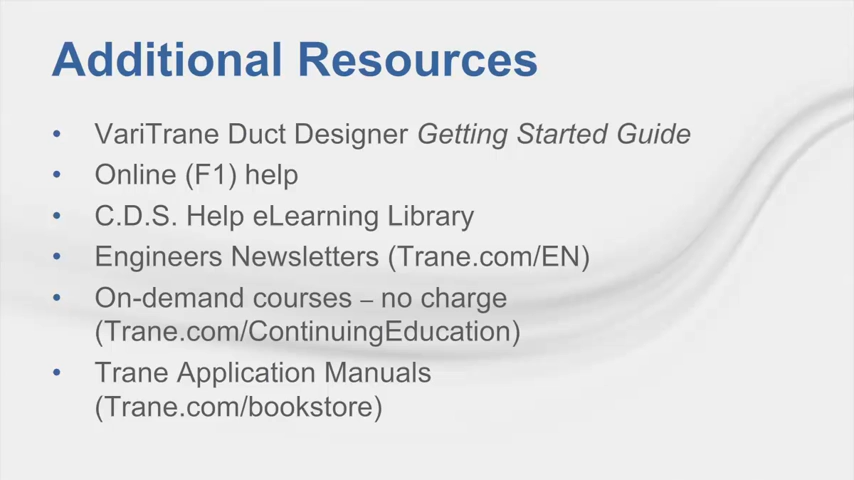 Additional Resources
• VariTrane Duct Designer Getting Started Guide
• Online (F1) help
• C.D.S. Help eLearning Library
• Engineers Newsletters (Trane.com/EN)
• On-demand courses – no charge
(Trane.com/ContinuingEducation)
• Trane Application Manuals
(Trane.com/bookstore)